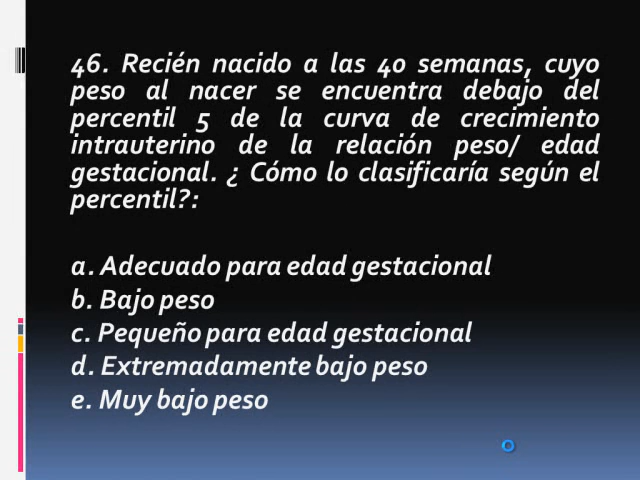 46. Recién nacido a las 40 semanas, cuyo
peso al nacer se encuentra debajo del
percentil 5 de la curva de crecimiento
intrauterino de la relación peso/ edad
gestacional. ¿ Cómo lo clasificaría según el
percentil?:
a. Adecuado para edad gestacional
b. Bajo peso
c. Pequeño para edad gestacional
d. Extremadamente bajo peso
e. Muy bajo peso